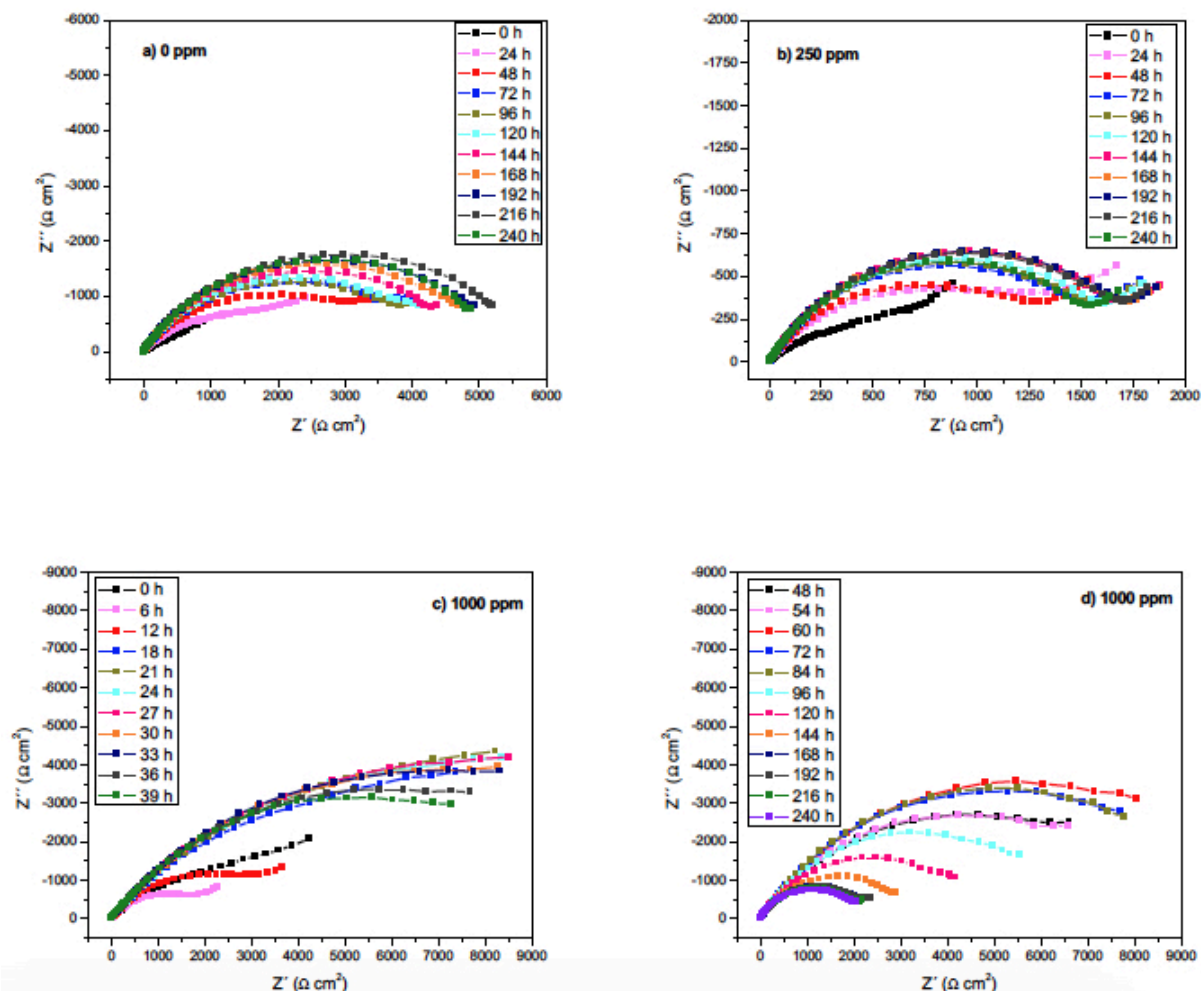 a) 0 ppm
-6000
-5000
-4000
-3000
-2000
-1000
0
Z´´ (Ω cm²)
0 1000 2000 3000 4000 5000 6000
Z´ (Ω cm²)
0 h
24 h
48 h
72 h
96 h
120 h
144 h
168 h
192 h
216 h
240 h
b) 250 ppm
-2000
-1750
-1500
-1250
-1000
-750
-500
-250
0
Z´´ (Ω cm²)
0 250 500 750 1000 1250 1500 1750 2000
Z´ (Ω cm²)
0 h
24 h
48 h
72 h
96 h
120 h
144 h
168 h
192 h
216 h
240 h
c) 1000 ppm
-9000
-8000
-7000
-6000
-5000
-4000
-3000
-2000
-1000
0
Z´´ (Ω cm²)
0 1000 2000 3000 4000 5000 6000 7000 8000 9000
Z´ (Ω cm²)
0 h
6 h
12 h
18 h
21 h
24 h
27 h
30 h
33 h
36 h
39 h
d) 1000 ppm
-9000
-8000
-7000
-6000
-5000
-4000
-3000
-2000
-1000
0
Z´´ (Ω cm²)
0 1000 2000 3000 4000 5000 6000 7000 8000 9000
Z´ (Ω cm²)
48 h
54 h
60 h
72 h
84 h
96 h
120 h
144 h
168 h
192 h
216 h
240 h